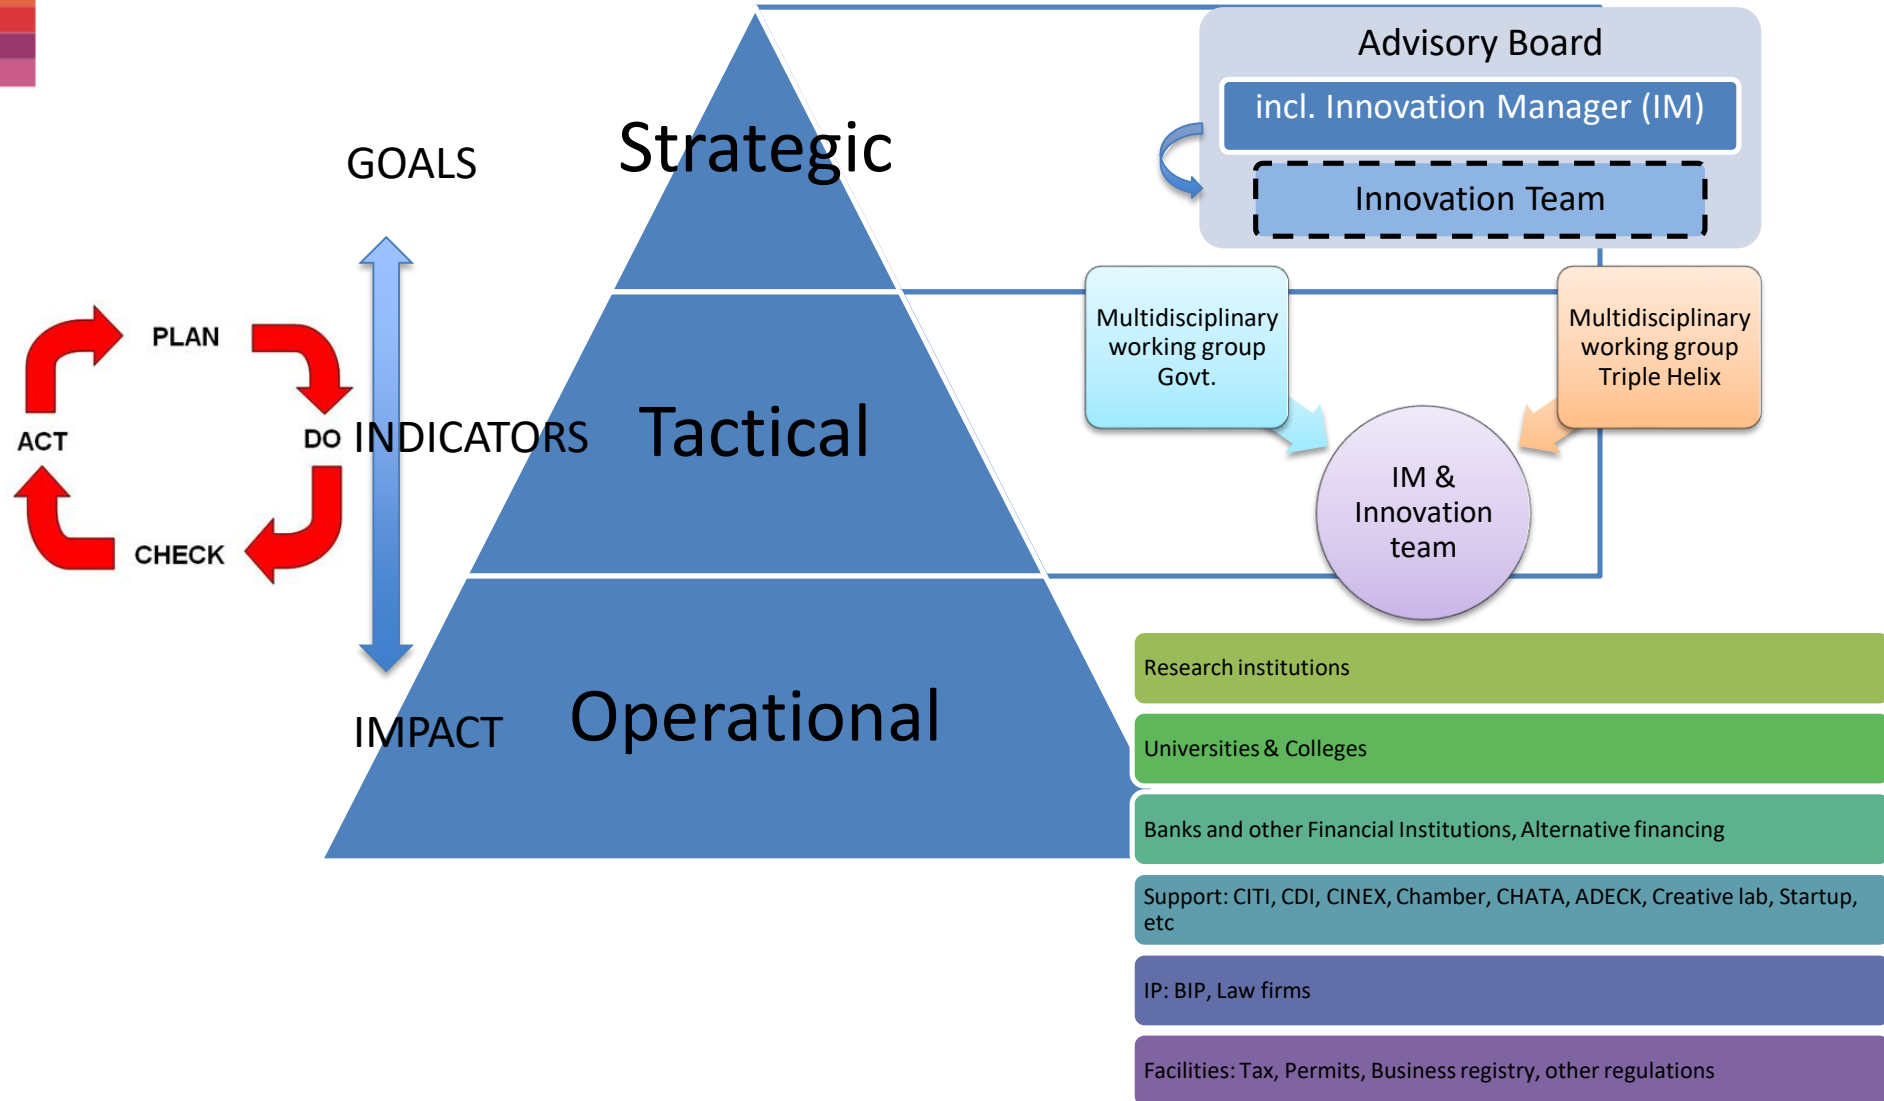 Advisory Board
incl. Innovation Manager (IM)
Innovation Team
Strategic
GOALS
Multidisciplinary
working group
Govt.
Multidisciplinary
working group
Triple Helix
PLAN
ACT
DO
CHECK
INDICATORS
Tactical
IM &
Innovation
team
IMPACT
Operational
Research institutions
Universities & Colleges
Banks and other Financial Institutions, Alternative financing
Support: CITI, CDI, CINEX, Chamber, CHATA, ADECK, Creative lab, Startup,
etc
IP: BIP, Law firms
Facilities: Tax, Permits, Business registry, other regulations